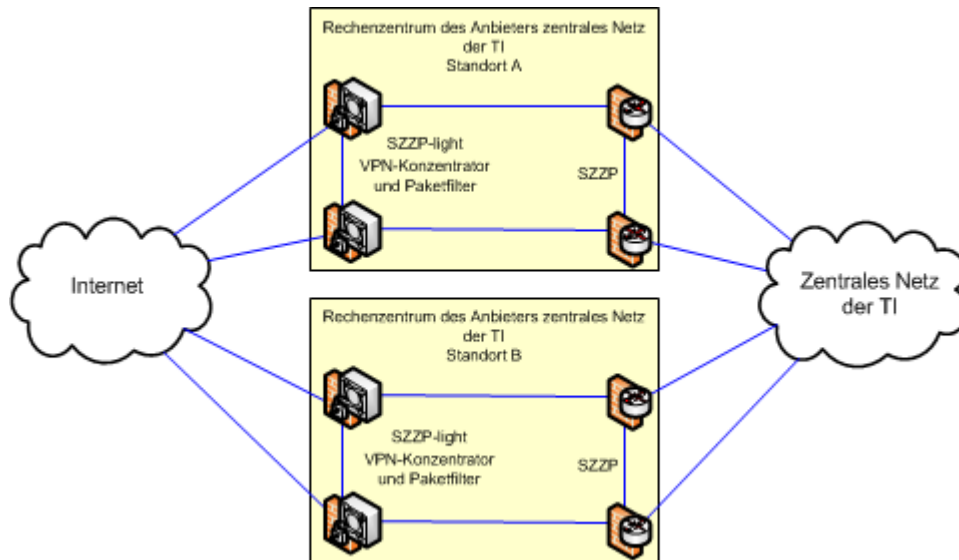 Rechenzentrum des Anbieters zentrales Netz
der TI
Standort A
SZZP-light
VPN-Konzentrator
und Paketfilter
SZZP
Internet
Zentrales Netz
der TI
Rechenzentrum des Anbieters zentrales Netz
der TI
Standort B
SZZP-light
VPN-Konzentrator
und Paketfilter
SZZP